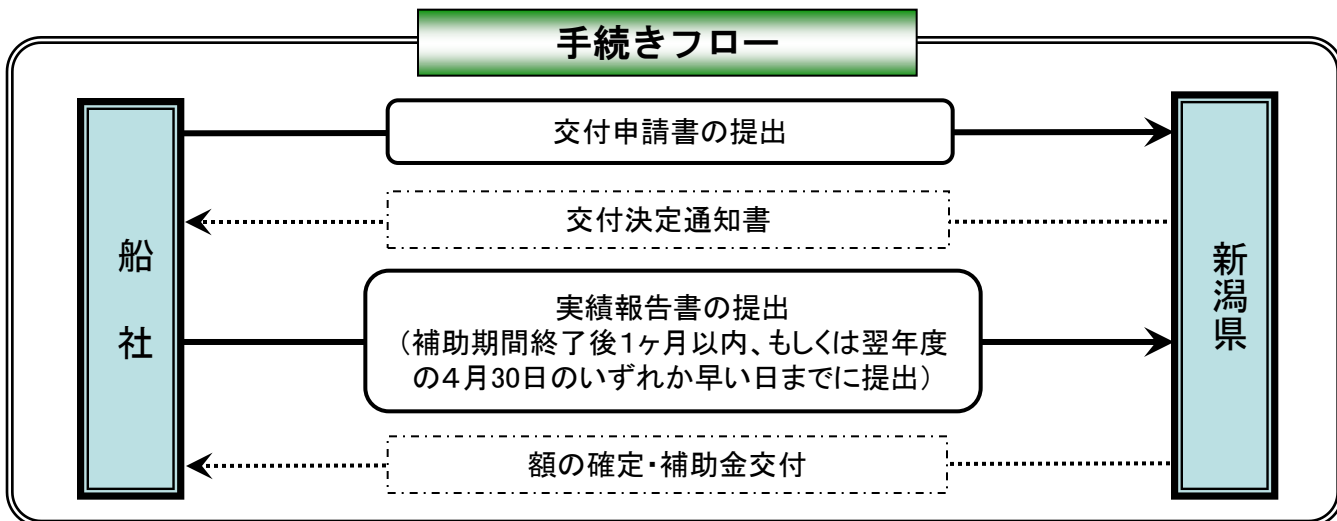 手続きフロー
交付申請書の提出
交付決定通知書
船社
新潟県
実績報告書の提出
（補助期間終了後１ヶ月以内、もしくは翌年度
の４月30日のいずれか早い日までに提出）
額の確定・補助金交付